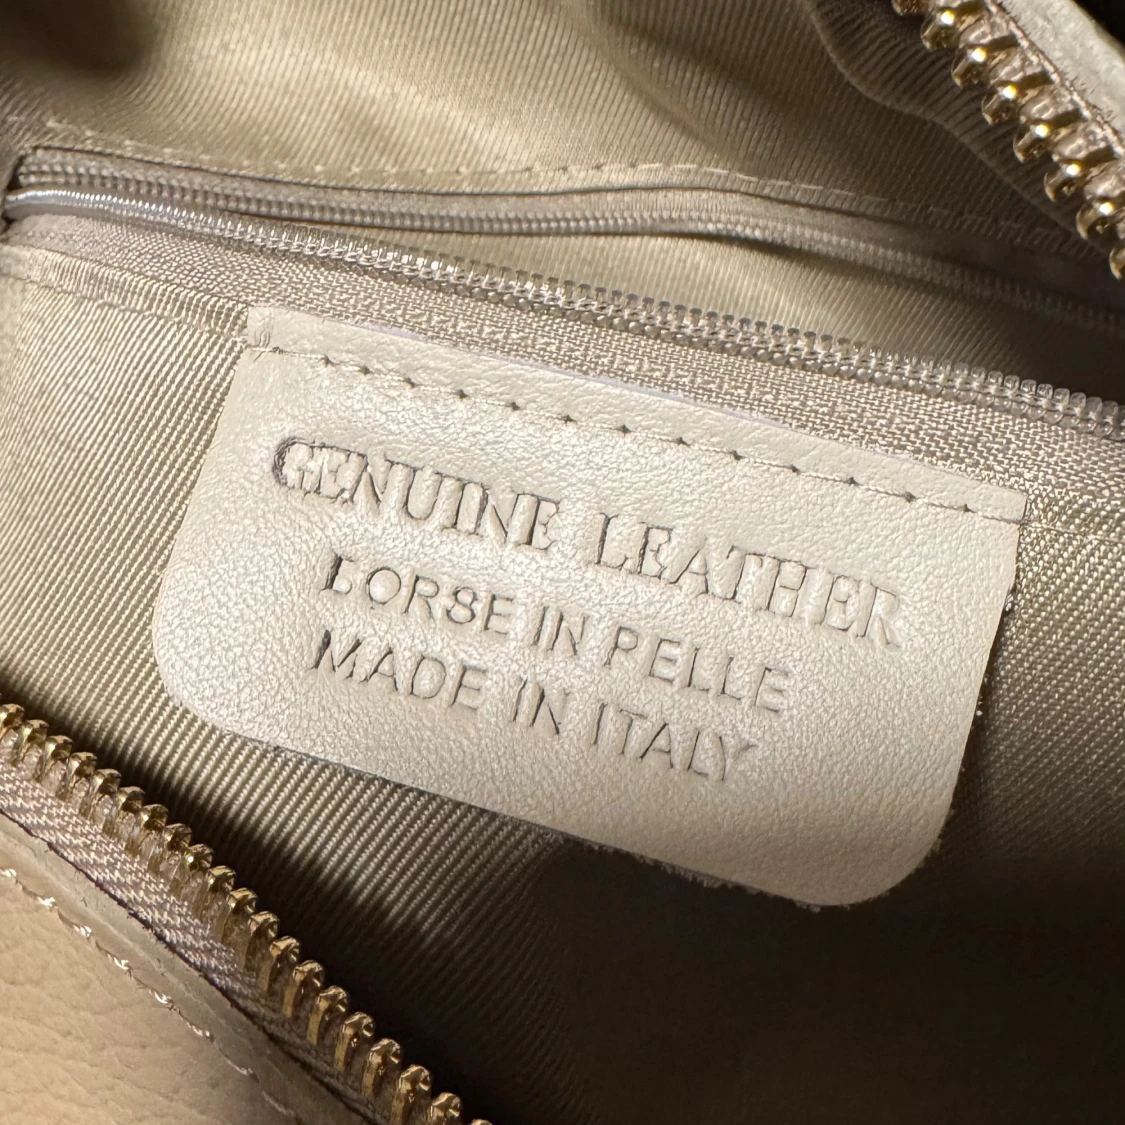 GENUINE LEATHER
BORSE IN PELLE
MADE IN ITALY